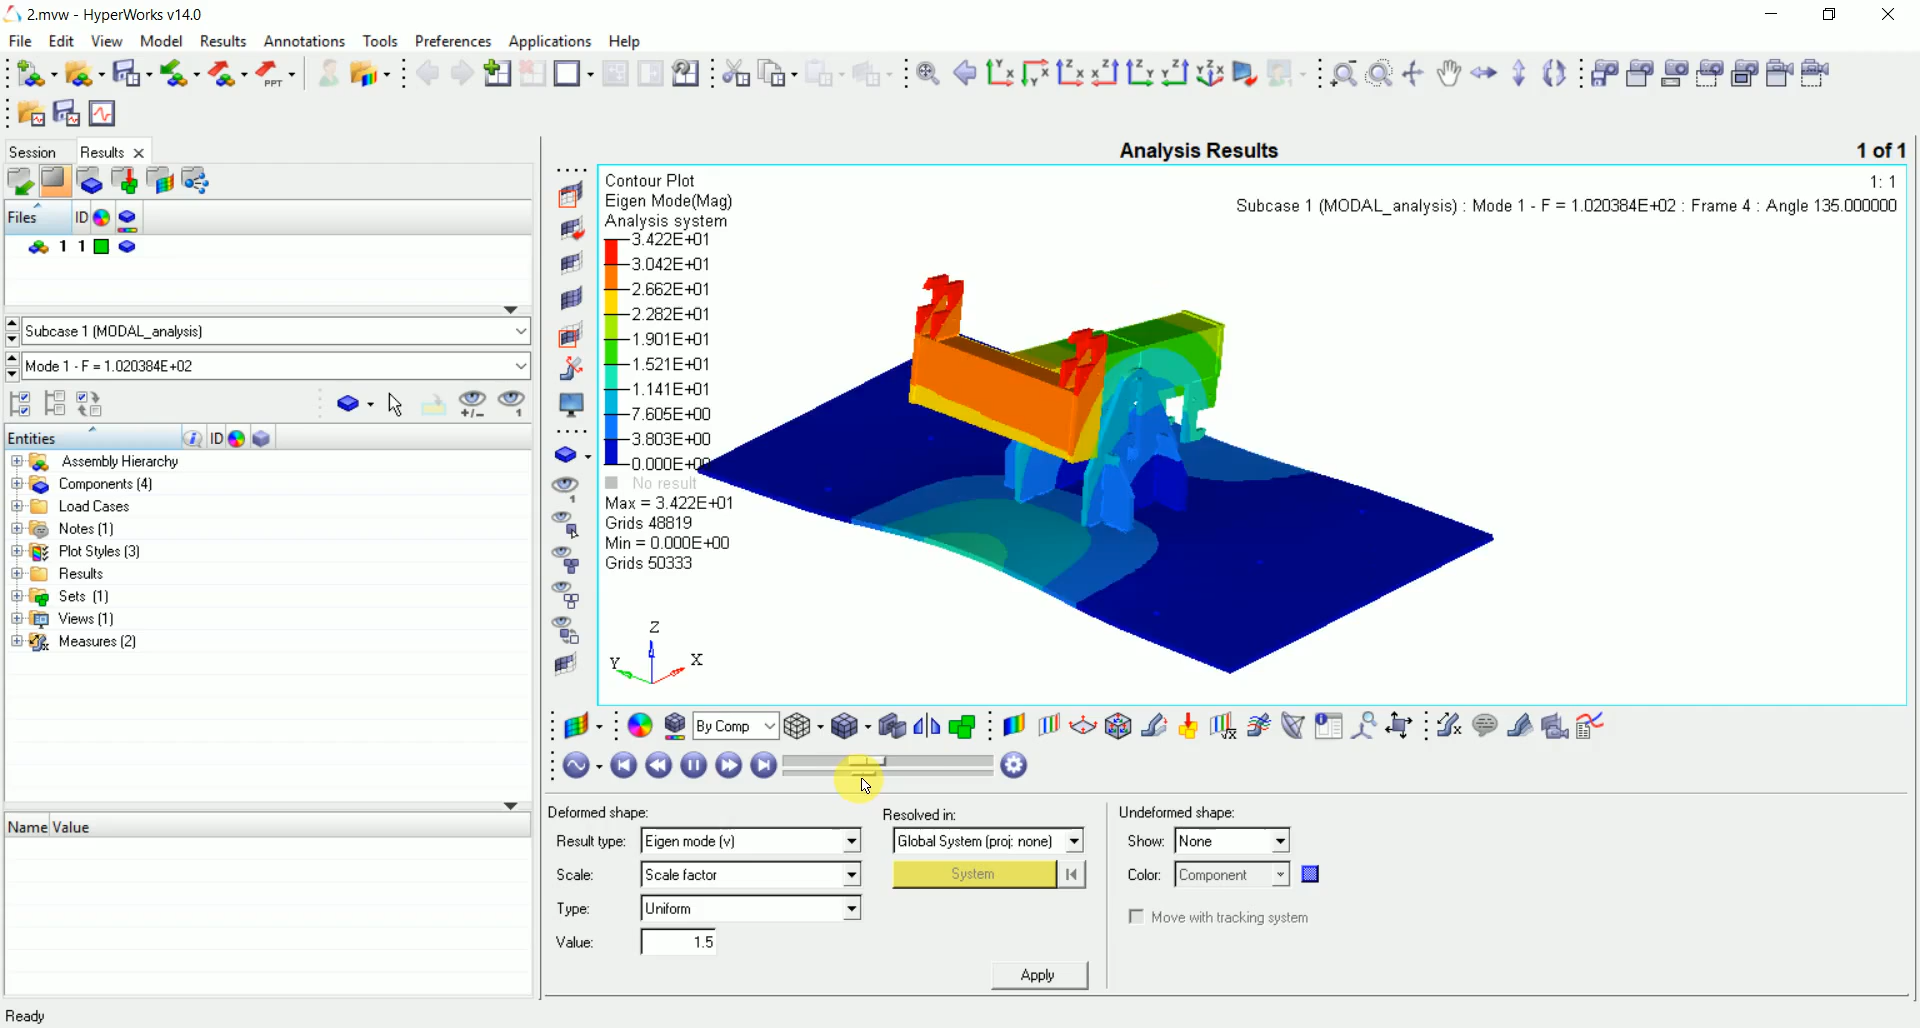 2.mvw - HyperWorks v14.0
File Edit View Model Results Annotations Tools Preferences Applications Help
PPT
Session Results
Files ID
1 1
Subcase 1 (MODAL_analysis)
Mode 1 - F = 1.020384E+02
Entities ID
Assembly Hierarchy
Components (4)
Load Cases
Notes (1)
Plot Styles (3)
Results
Sets (1)
Views (1)
Measures (2)
Name Value
Ready
Analysis Results
1 of 1
1: 1
Subcase 1 (MODAL_analysis) : Mode 1 - F = 1.020384E+02 : Frame 4 : Angle 135.000000
Contour Plot
Eigen Mode(Mag)
Analysis system
3.422E+01
3.042E+01
2.662E+01
2.282E+01
1.901E+01
1.521E+01
1.141E+01
7.605E+00
3.803E+00
0.000E+00
No result
Max = 3.422E+01
Grids 48819
Min = 0.000E+00
Grids 50333
Z
Y X
By Comp
Deformed shape:
Result type: Eigen mode (v)
Scale: Scale factor
Type: Uniform
Value: 1.5
Resolved in:
Global System (proj: none)
System
Apply
Undeformed shape:
Show: None
Color: Component
Move with tracking system